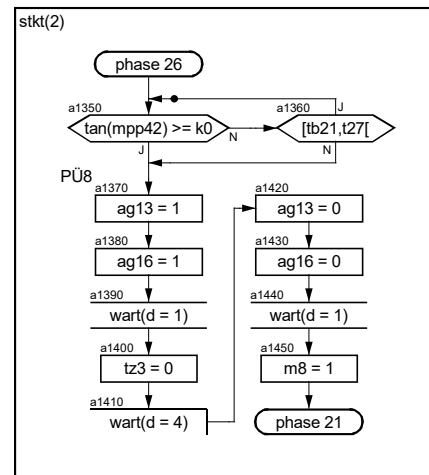 stkt(2)
phase 26
a1350
tan(mpp42) >= k0
N
J
a1360
[tb21,t27[
J
N
PÜ8
a1370
ag13 = 1
a1380
ag16 = 1
a1390
wart(d = 1)
a1400
tz3 = 0
a1410
wart(d = 4)
a1420
ag13 = 0
a1430
ag16 = 0
a1440
wart(d = 1)
a1450
m8 = 1
phase 21